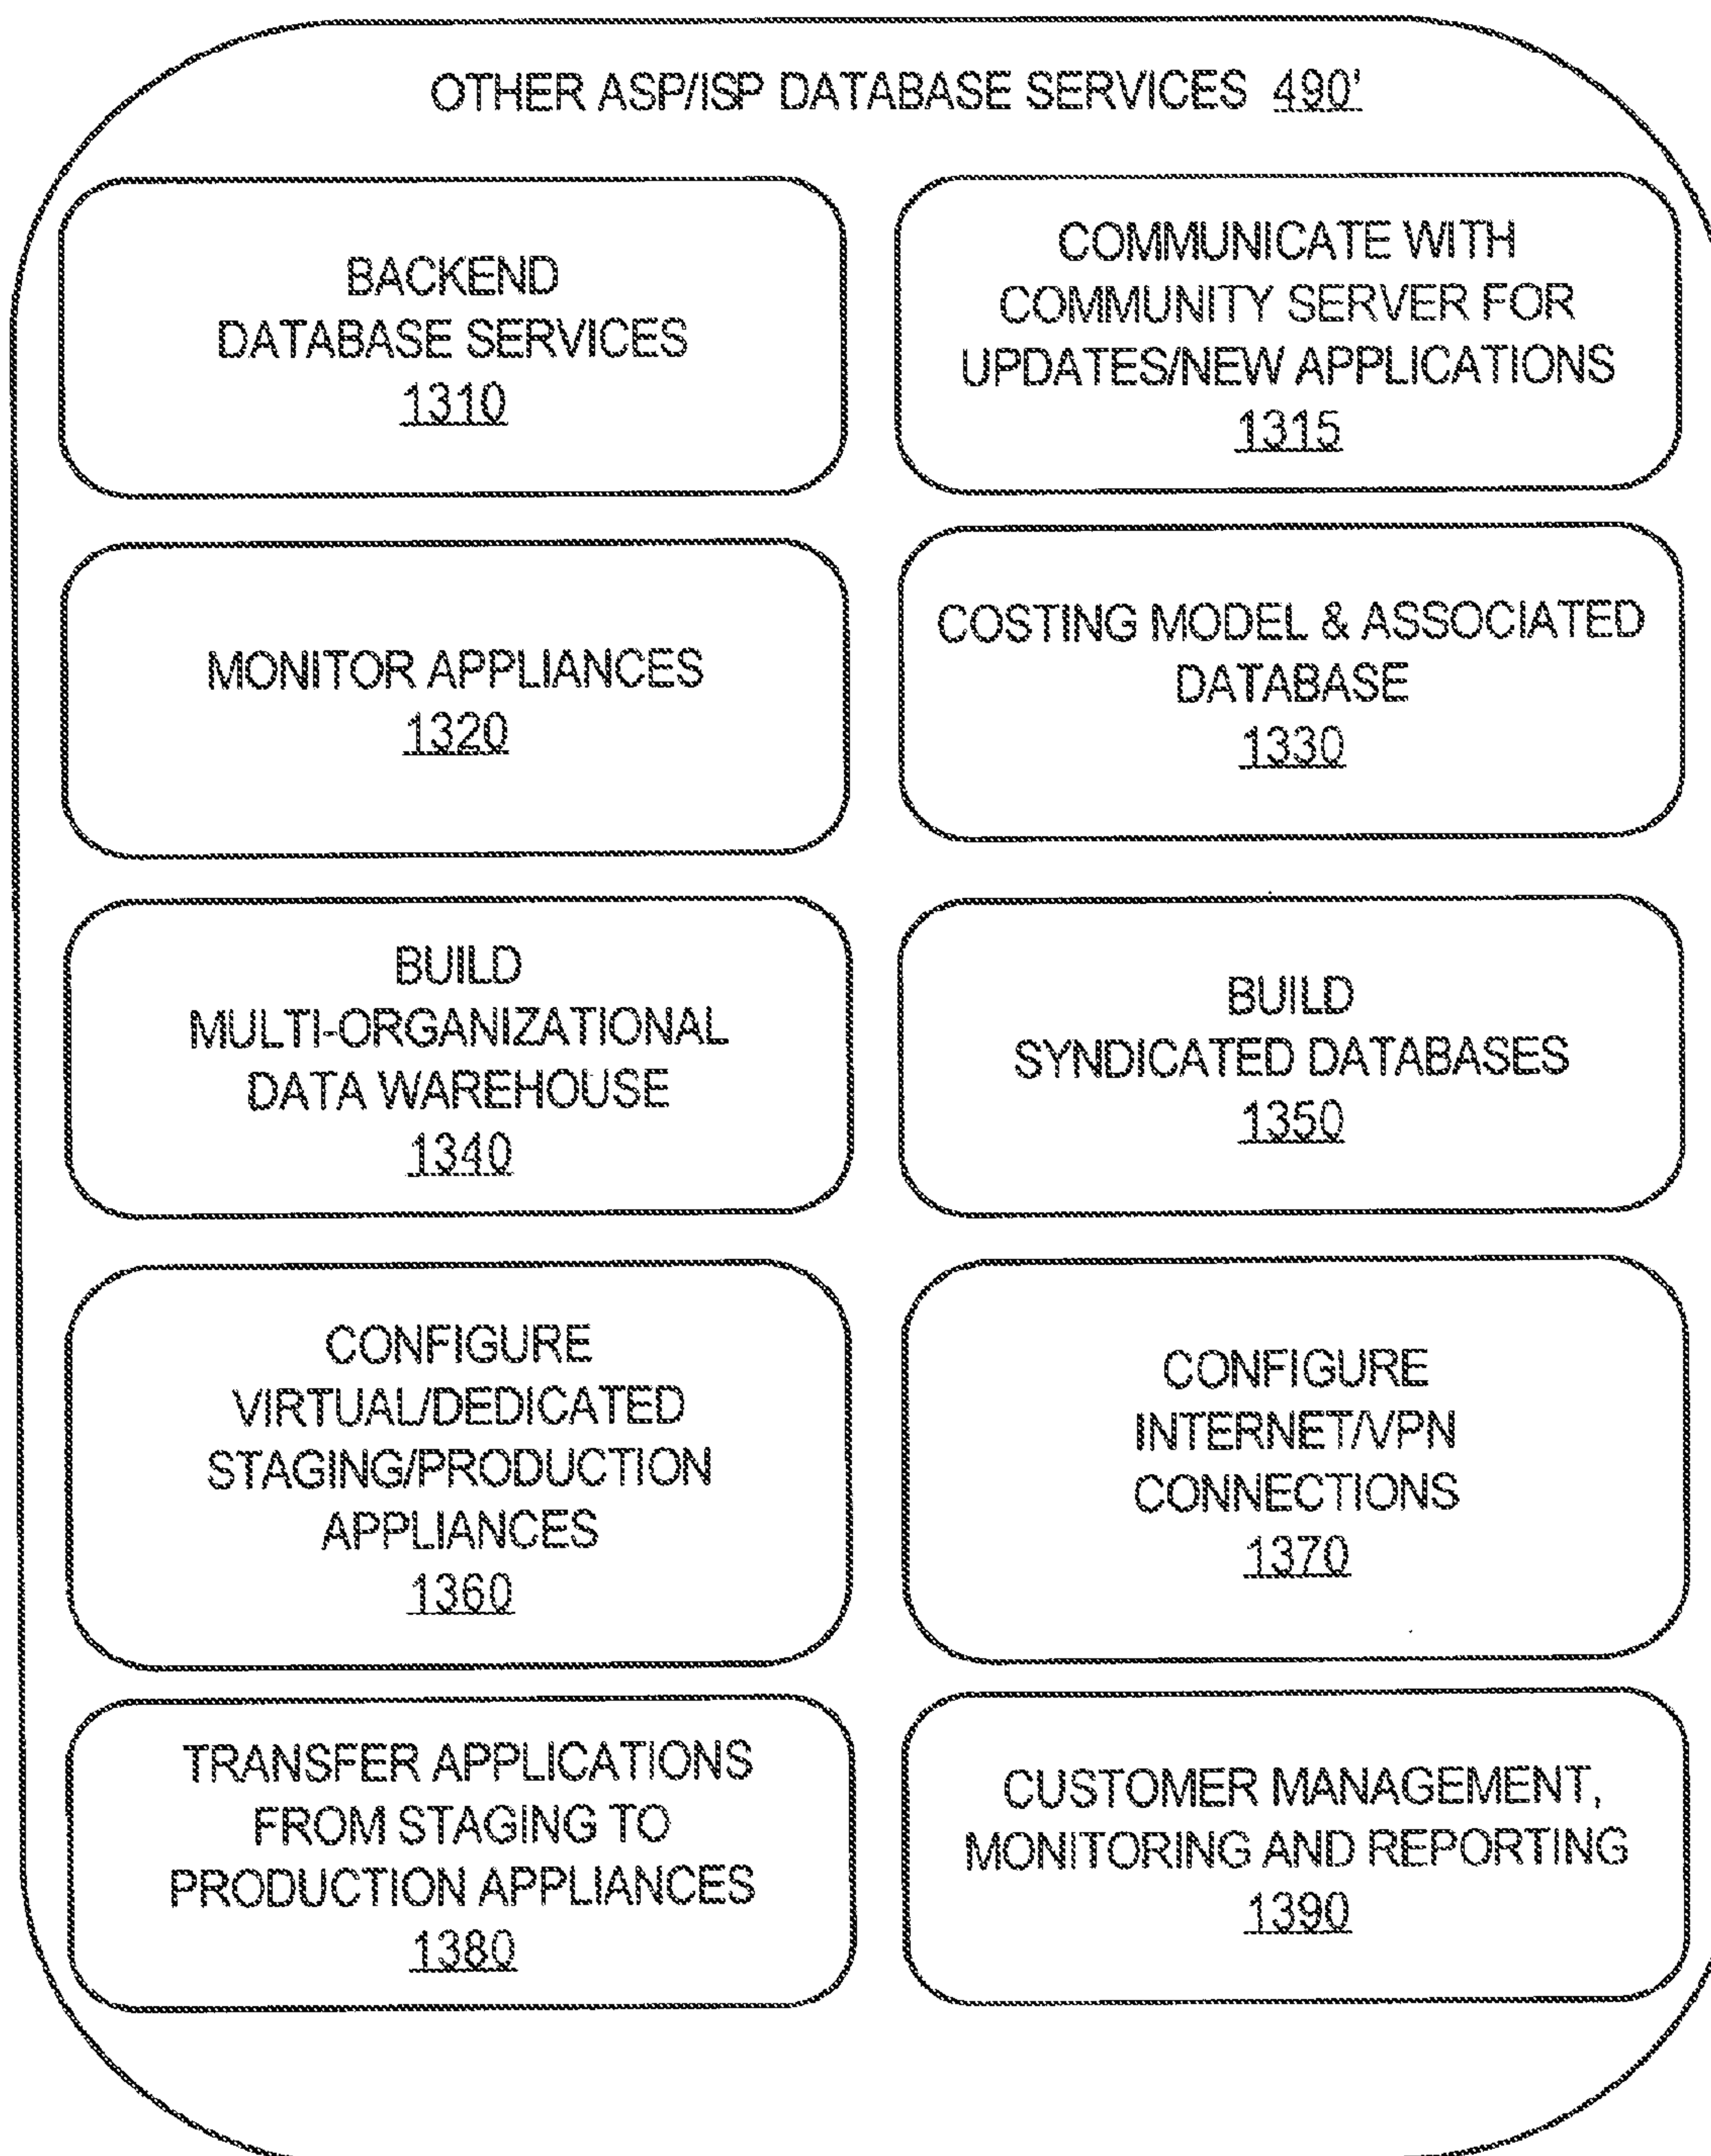 OTHER ASP/ISP DATABASE SERVICES 490'
BACKEND
DATABASE SERVICES
1310
COMMUNICATE WITH
COMMUNITY SERVER FOR
UPDATES/NEW APPLICATIONS
1315
MONITOR APPLIANCES
1320
COSTING MODEL & ASSOCIATED
DATABASE
1330
BUILD
MULTI-ORGANIZATIONAL
DATA WAREHOUSE
1340
BUILD
SYNDICATED DATABASES
1350
CONFIGURE
VIRTUAL/DEDICATED
STAGING/PRODUCTION
APPLIANCES
1360
CONFIGURE
INTERNET/VPN
CONNECTIONS
1370
TRANSFER APPLICATIONS
FROM STAGING TO
PRODUCTION APPLIANCES
1380
CUSTOMER MANAGEMENT,
MONITORING AND REPORTING
1390